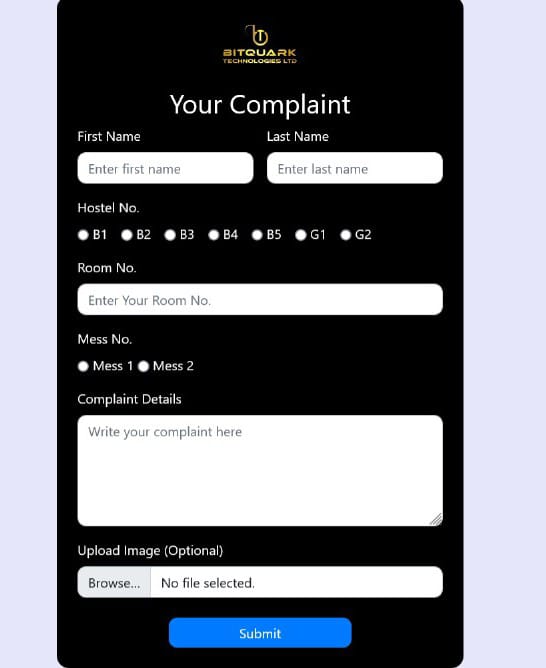 BITQUARK
TECHNOLOGIES LTD
Your Complaint
First Name Last Name
Enter first name Enter last name
Hostel No.
B1 B2 B3 B4 B5 G1 G2
Room No.
Enter Your Room No.
Mess No.
Mess 1 Mess 2
Complaint Details
Write your complaint here
Upload Image (Optional)
Browse... No file selected.
Submit